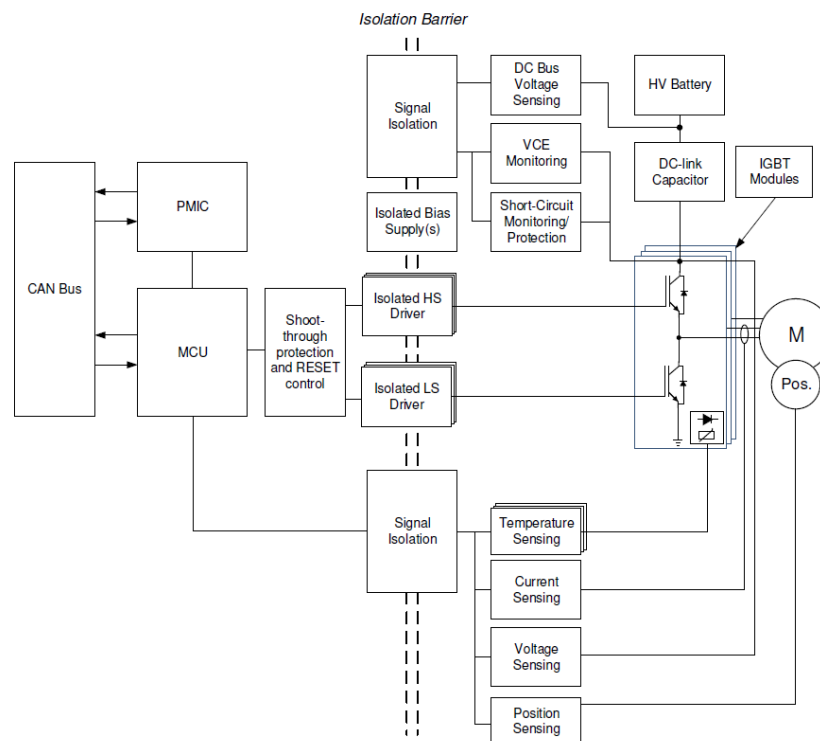 Isolation Barrier
Signal
Isolation
DC Bus
Voltage
Sensing
HV Battery
VCE
Monitoring
DC-link
Capacitor
IGBT
Modules
PMIC
Isolated Bias
Supply(s)
Short-Circuit
Monitoring/
Protection
CAN Bus
MCU
Shoot-
through
protection
and RESET
control
Isolated HS
Driver
M
Isolated LS
Driver
Pos.
Signal
Isolation
Temperature
Sensing
Current
Sensing
Voltage
Sensing
Position
Sensing